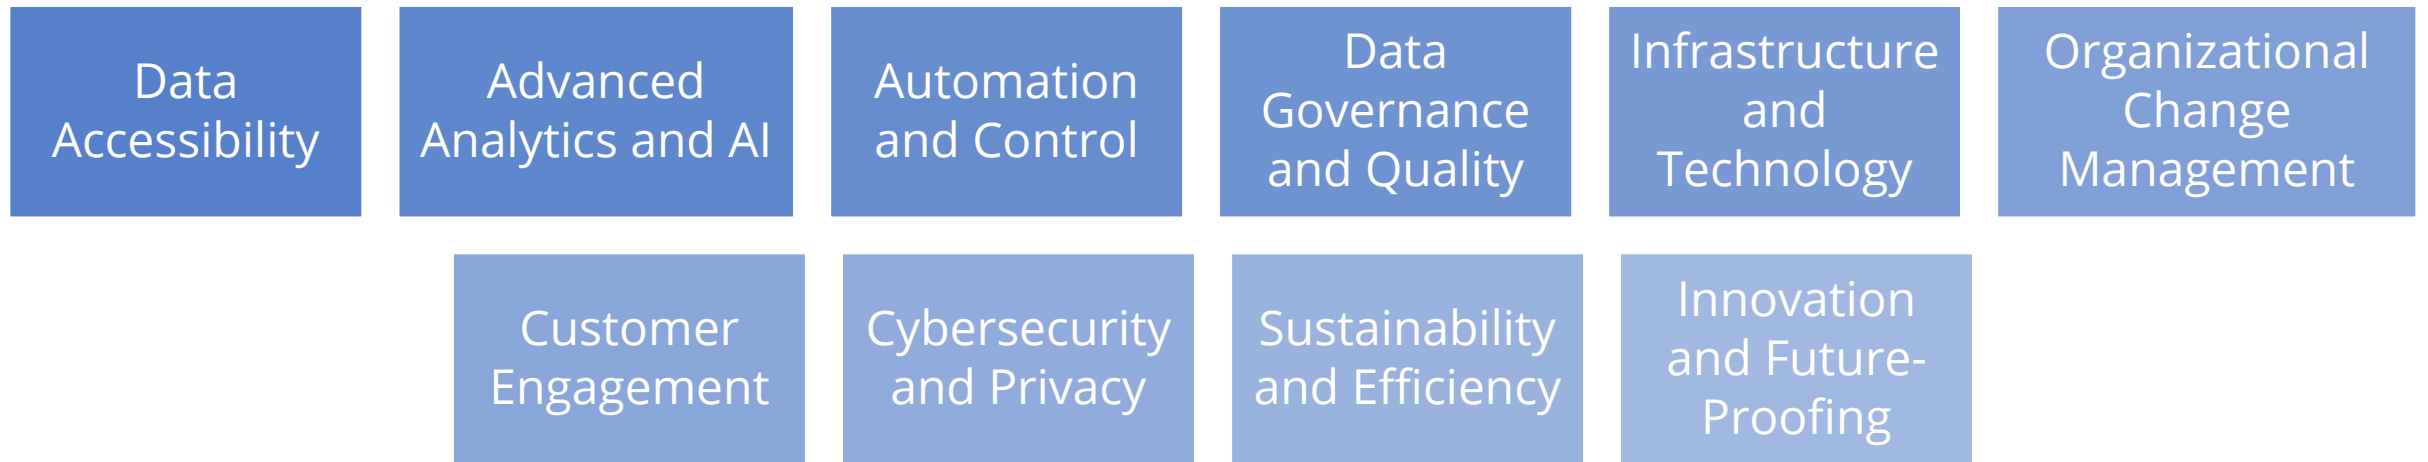 Data
Accessibility
Advanced
Analytics and AI
Automation
and Control
Data
Governance
and Quality
Infrastructure
and
Technology
Organizational
Change
Management
Customer
Engagement
Cybersecurity
and Privacy
Sustainability
and Efficiency
Innovation
and Future-
Proofing